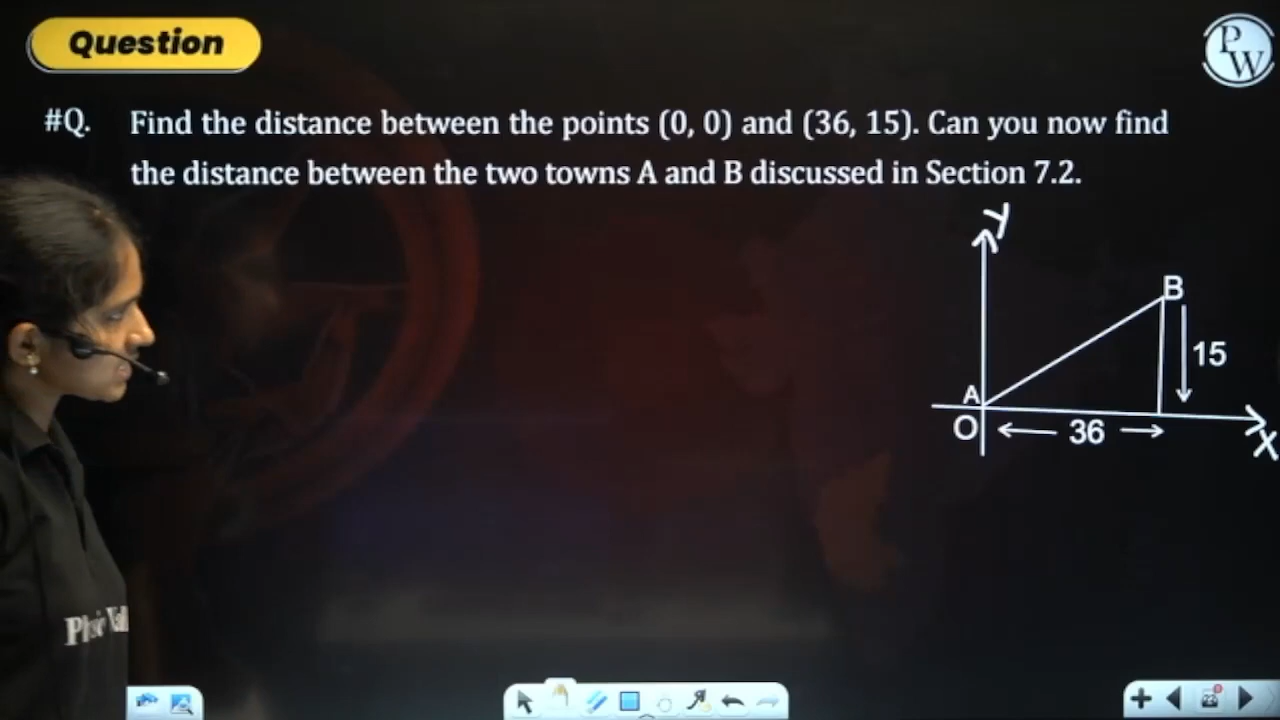 Question
PW
#Q. Find the distance between the points (0, 0) and (36, 15). Can you now find
the distance between the two towns A and B discussed in Section 7.2.
y
B
15
A
O
36
X